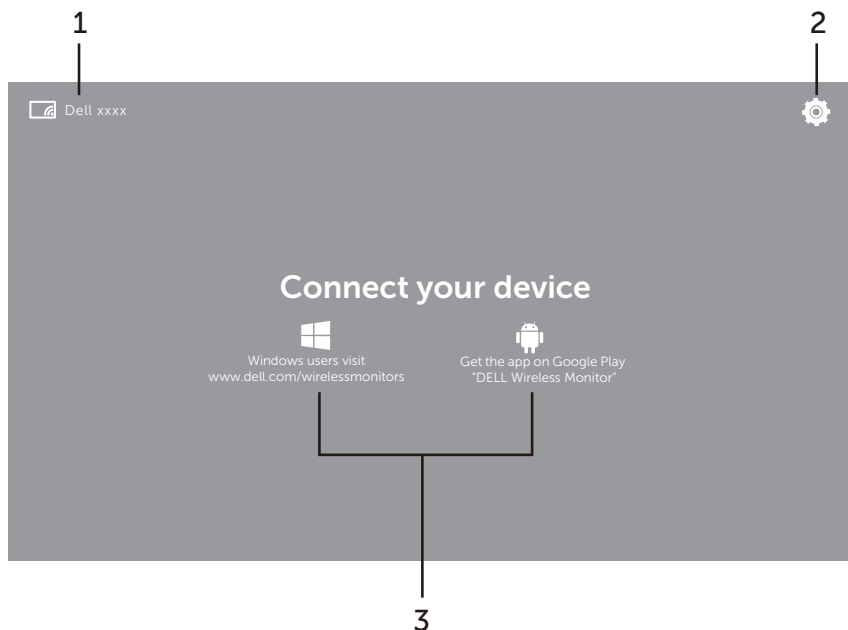 1
2
Dell xxxx
Connect your device
Windows users visit
www.dell.com/wirelessmonitors
Get the app on Google Play
"DELL Wireless Monitor"
3